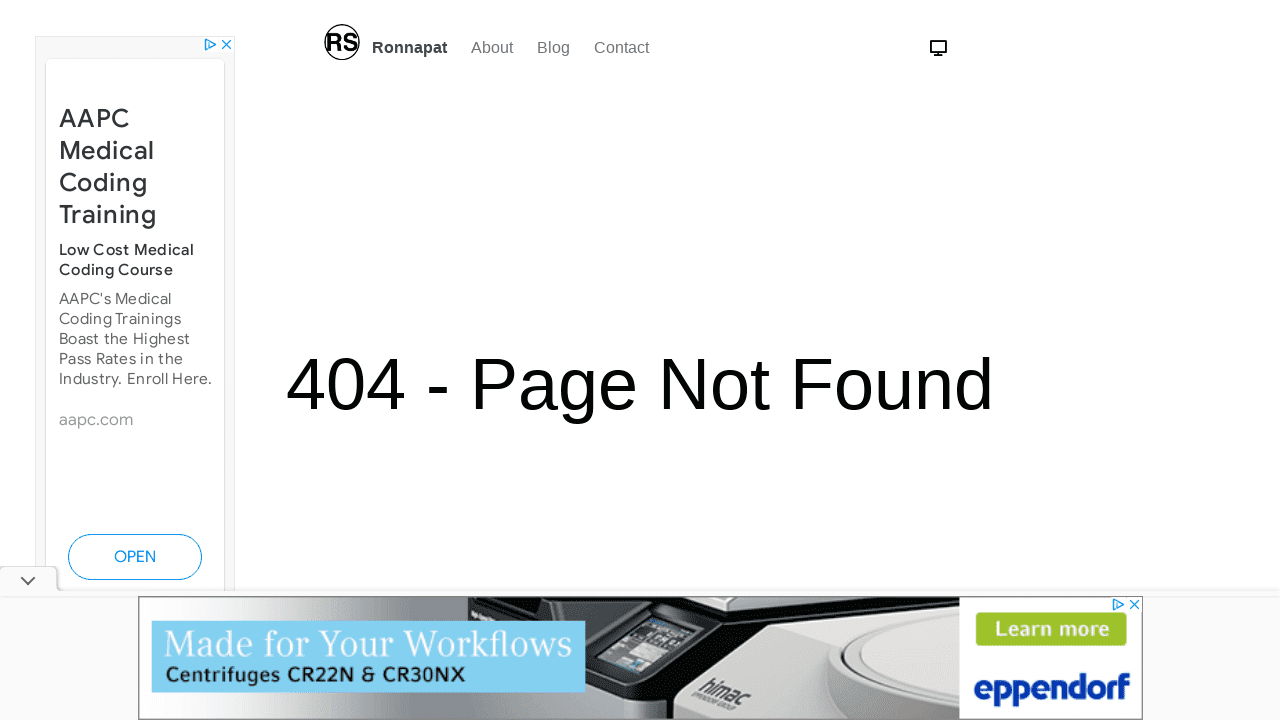 RS
Ronnapat About Blog Contact
AAPC
Medical
Coding
Training
Low Cost Medical
Coding Course
AAPC's Medical
Coding Trainings
Boast the Highest
Pass Rates in the
Industry. Enroll Here.
aapc.com
OPEN
404 - Page Not Found
Made for Your Workflows
Centrifuges CR22N & CR30NX
himac
EPPENDORF GROUP
Learn more
eppendorf